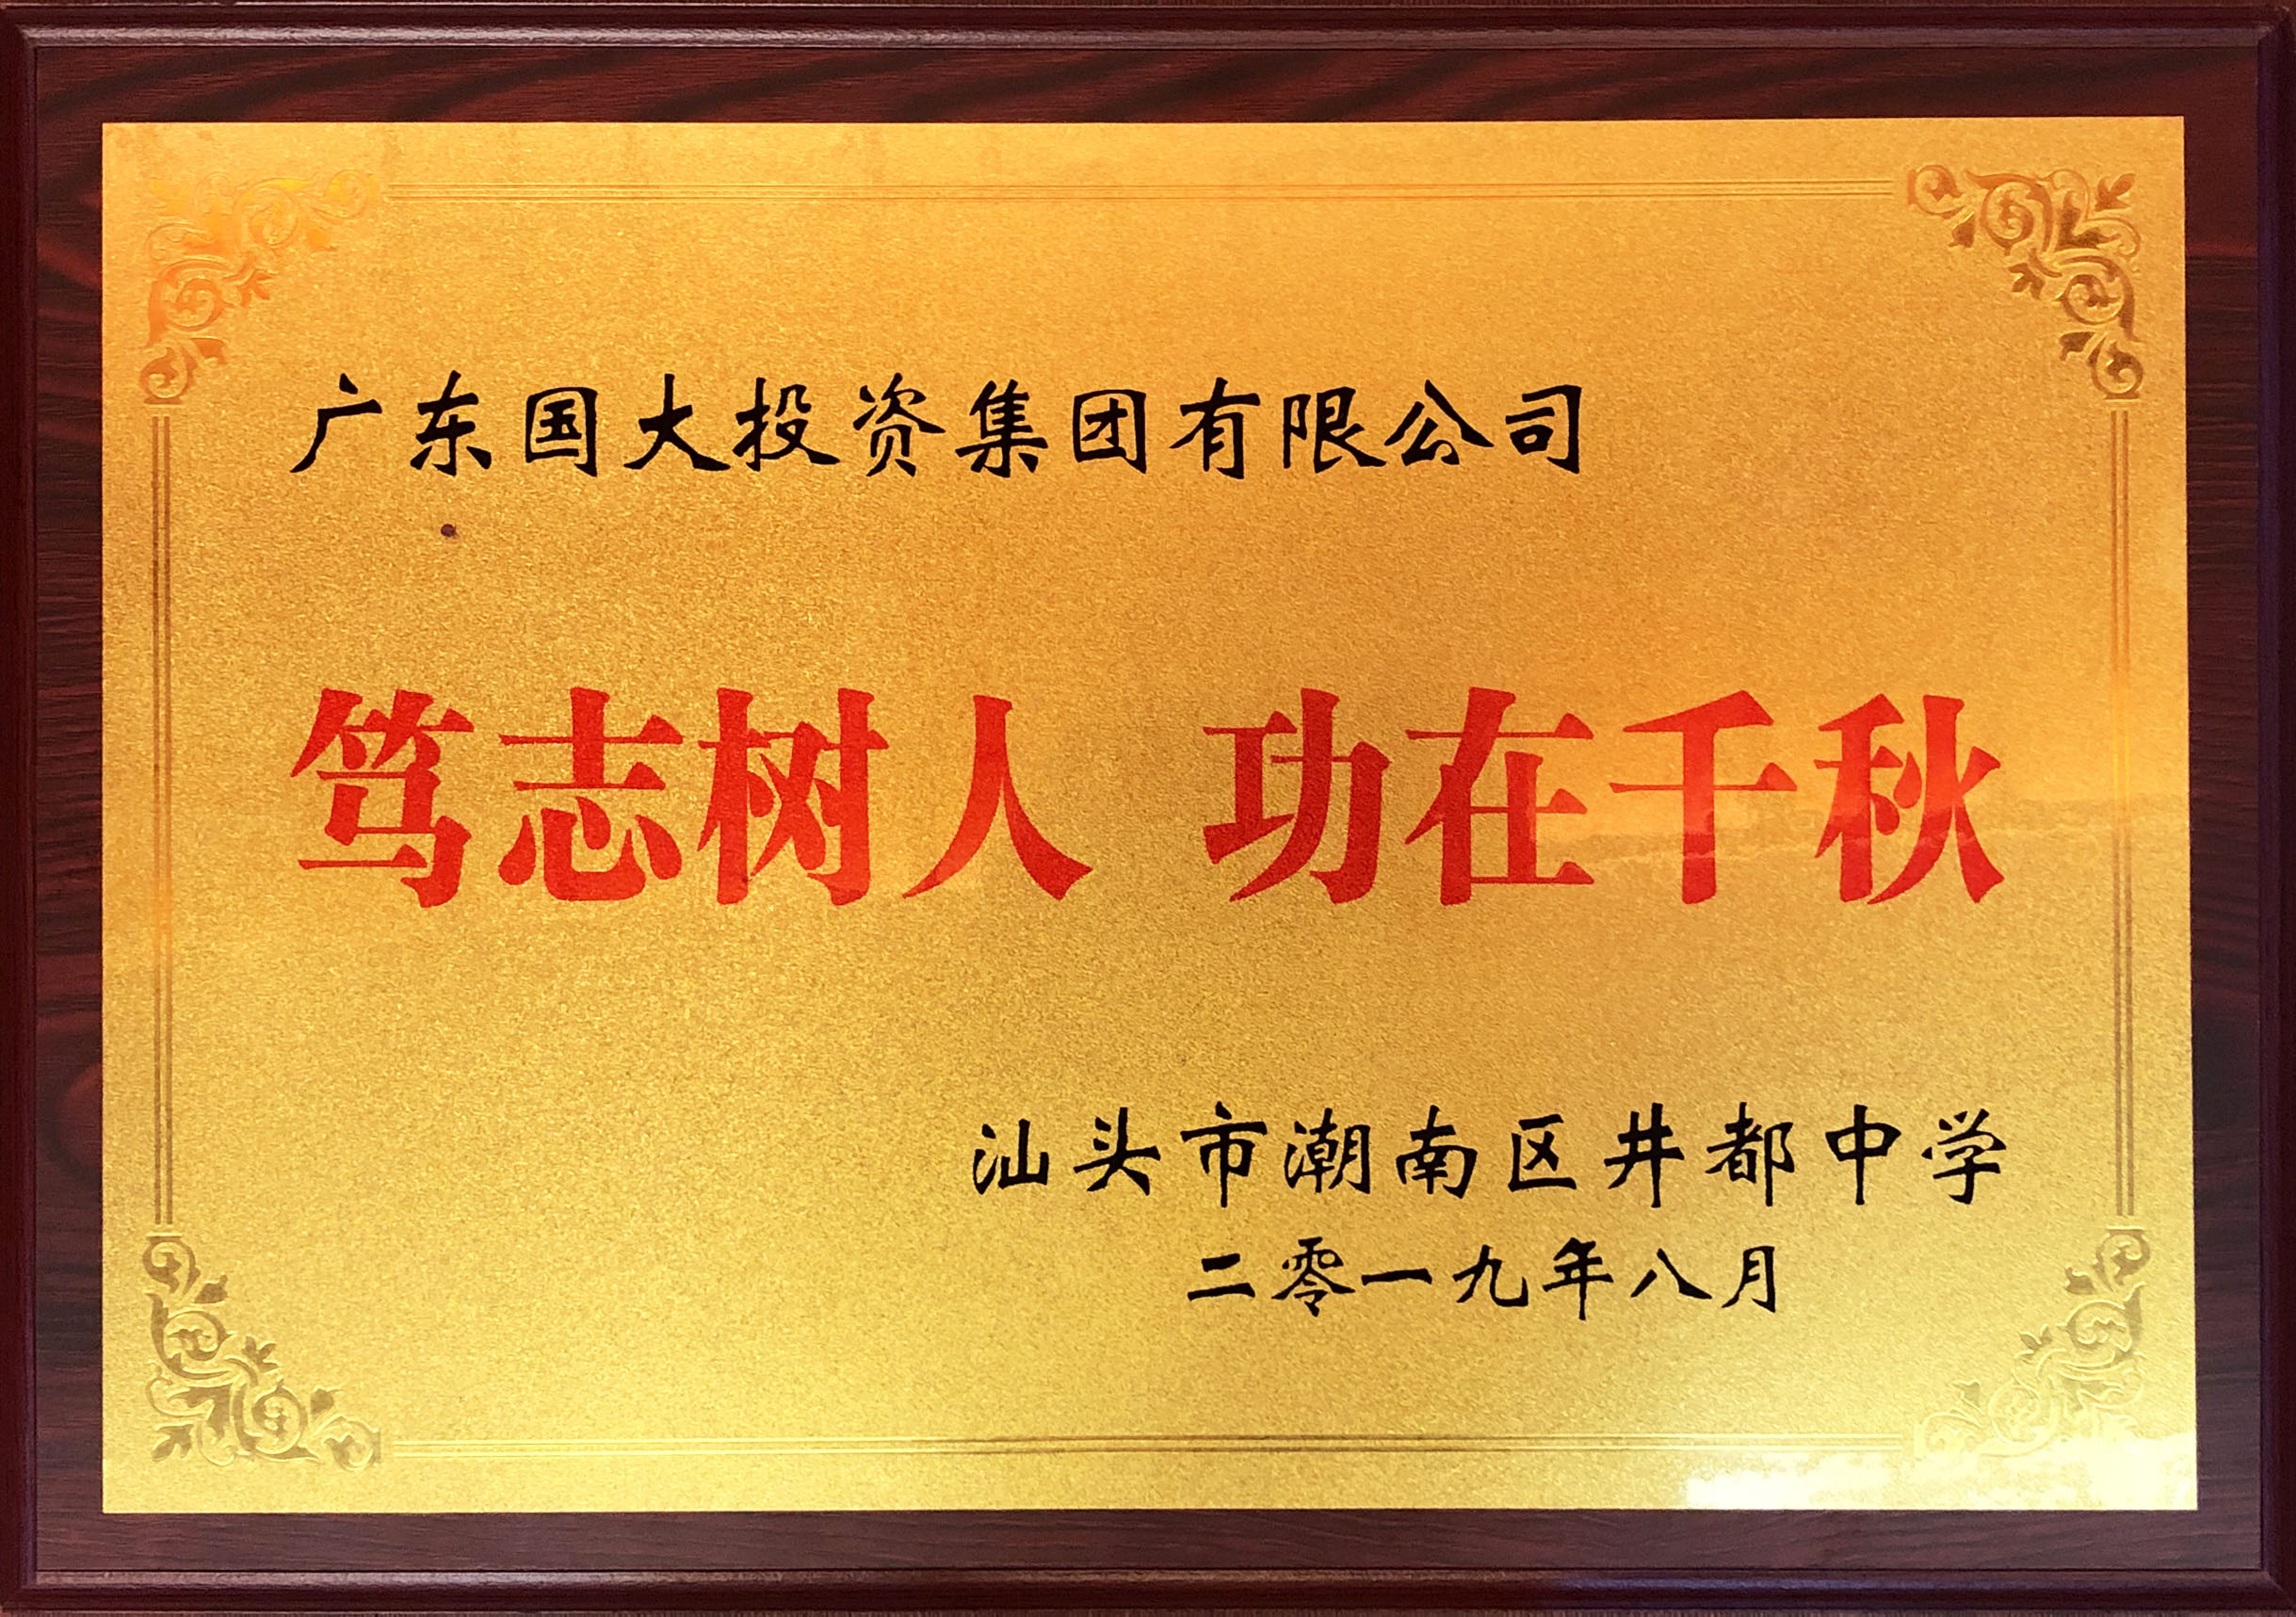 广东国大投资集团有限公司
笃志树人 功在千秋
汕头市潮南区井都中学
二零一九年八月